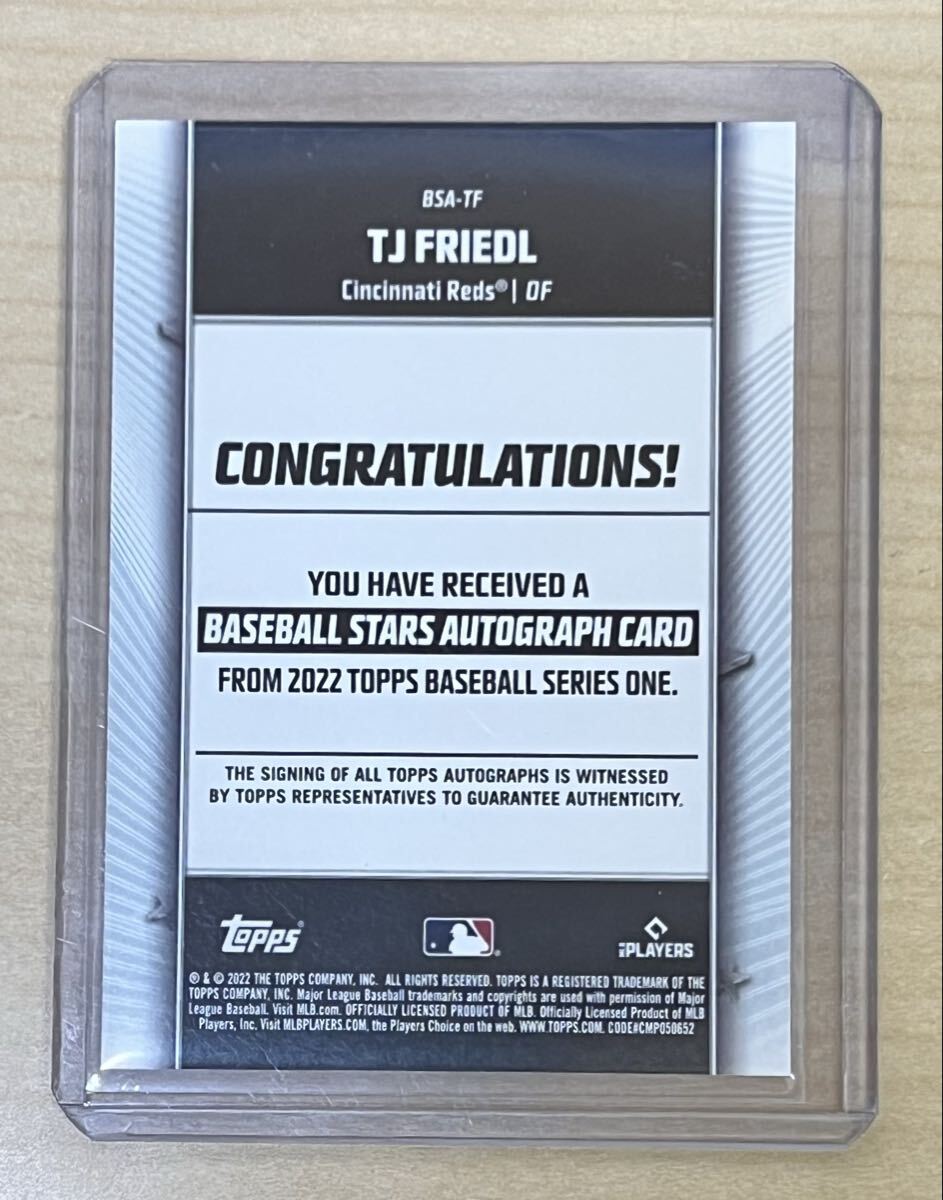 BSA-TF
TJ FRIEDL
Cincinnati Reds® | OF
CONGRATULATIONS!
YOU HAVE RECEIVED A
BASEBALL STARS AUTOGRAPH CARD
FROM 2022 TOPPS BASEBALL SERIES ONE.
THE SIGNING OF ALL TOPPS AUTOGRAPHS IS WITNESSED
BY TOPPS REPRESENTATIVES TO GUARANTEE AUTHENTICITY.
topps® MLB PLAYERS
® & © 2022 THE TOPPS COMPANY, INC. ALL RIGHTS RESERVED. TOPPS IS A REGISTERED TRADEMARK OF THE
TOPPS COMPANY, INC. Major League Baseball trademarks and copyrights are used with permission of Major
League Baseball. Visit MLB.com. OFFICIALLY LICENSED PRODUCT OF MLB. Officially Licensed Product of MLB
Players, Inc. Visit MLBPLAYERS.COM, the Players Choice on the web. WWW.TOPPS.COM. CODE#CMP050652